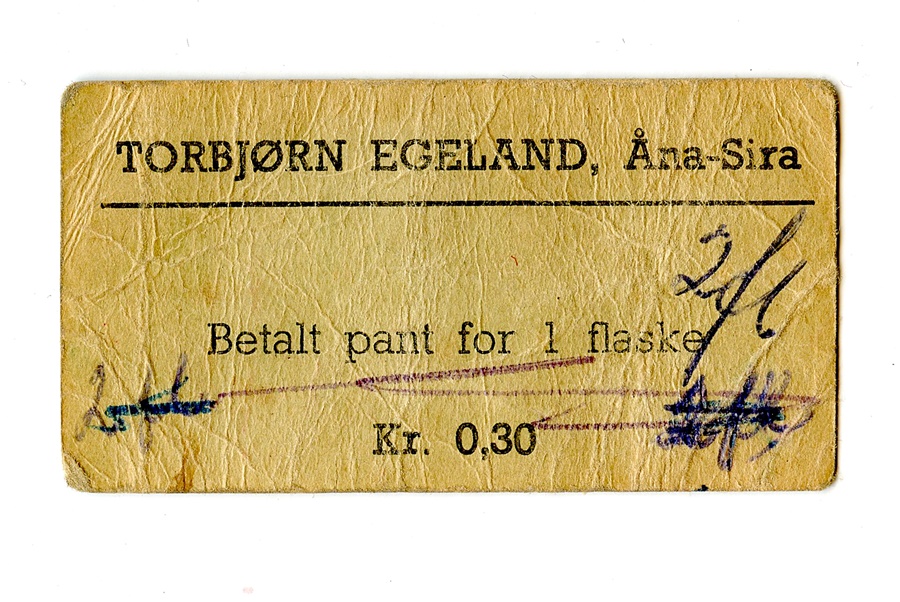 TORBJØRN EGELAND, Åna-Sira
Betalt pant for 1 flaske
Kr. 0,30